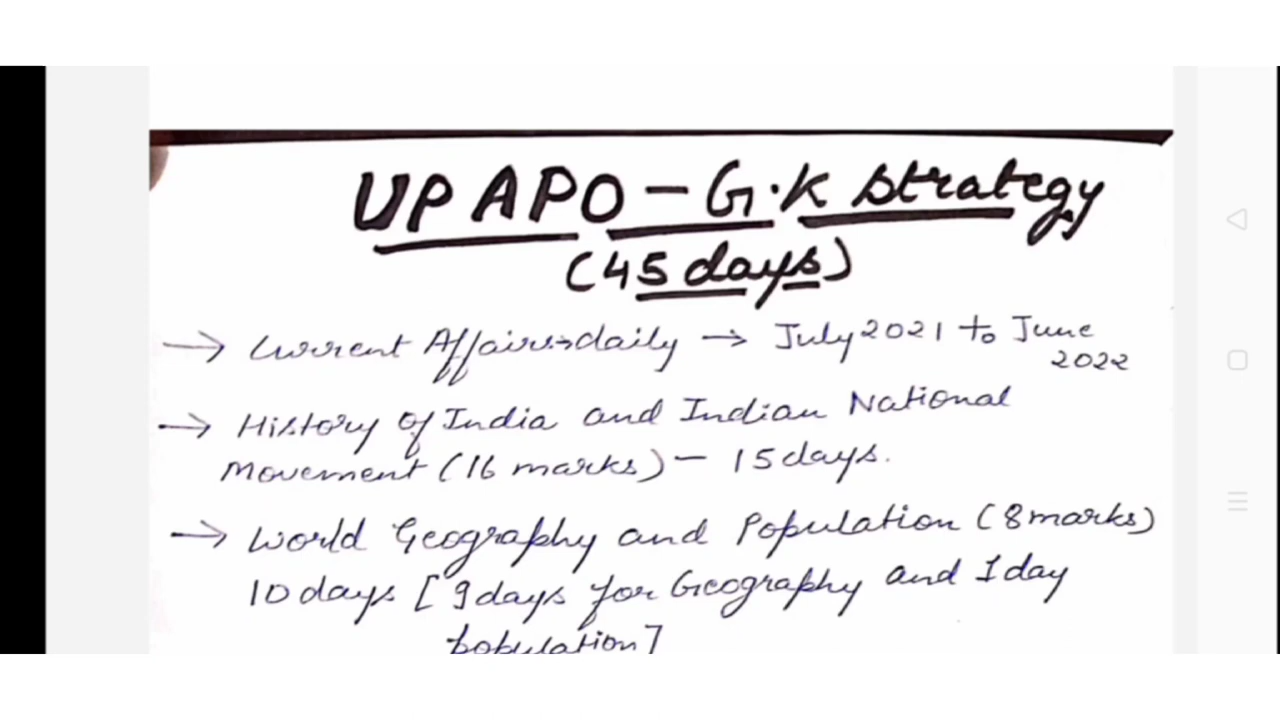 UP APO - G.K Strategy
(45 days)
→ Current Affairs→daily → July 2021 to June
2022
→ History of India and Indian National
Movement (16 marks) - 15 days.
→ World Geography and Population (8 marks)
10 days [9 days for Geography and 1 day
population]